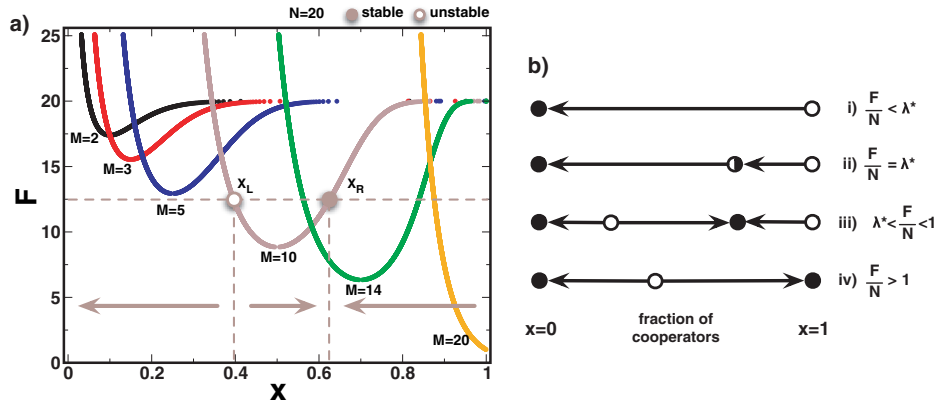 N=20 stable unstable
a)
25
20
15
10
5
0
F
M=2
M=3
M=5
X_L
X_R
M=10
M=14
M=20
0 0.2 0.4 0.6 0.8 1
X
b)
i) F/N < λ*
ii) F/N = λ*
iii) λ* < F/N < 1
iv) F/N > 1
x=0 fraction of cooperators x=1